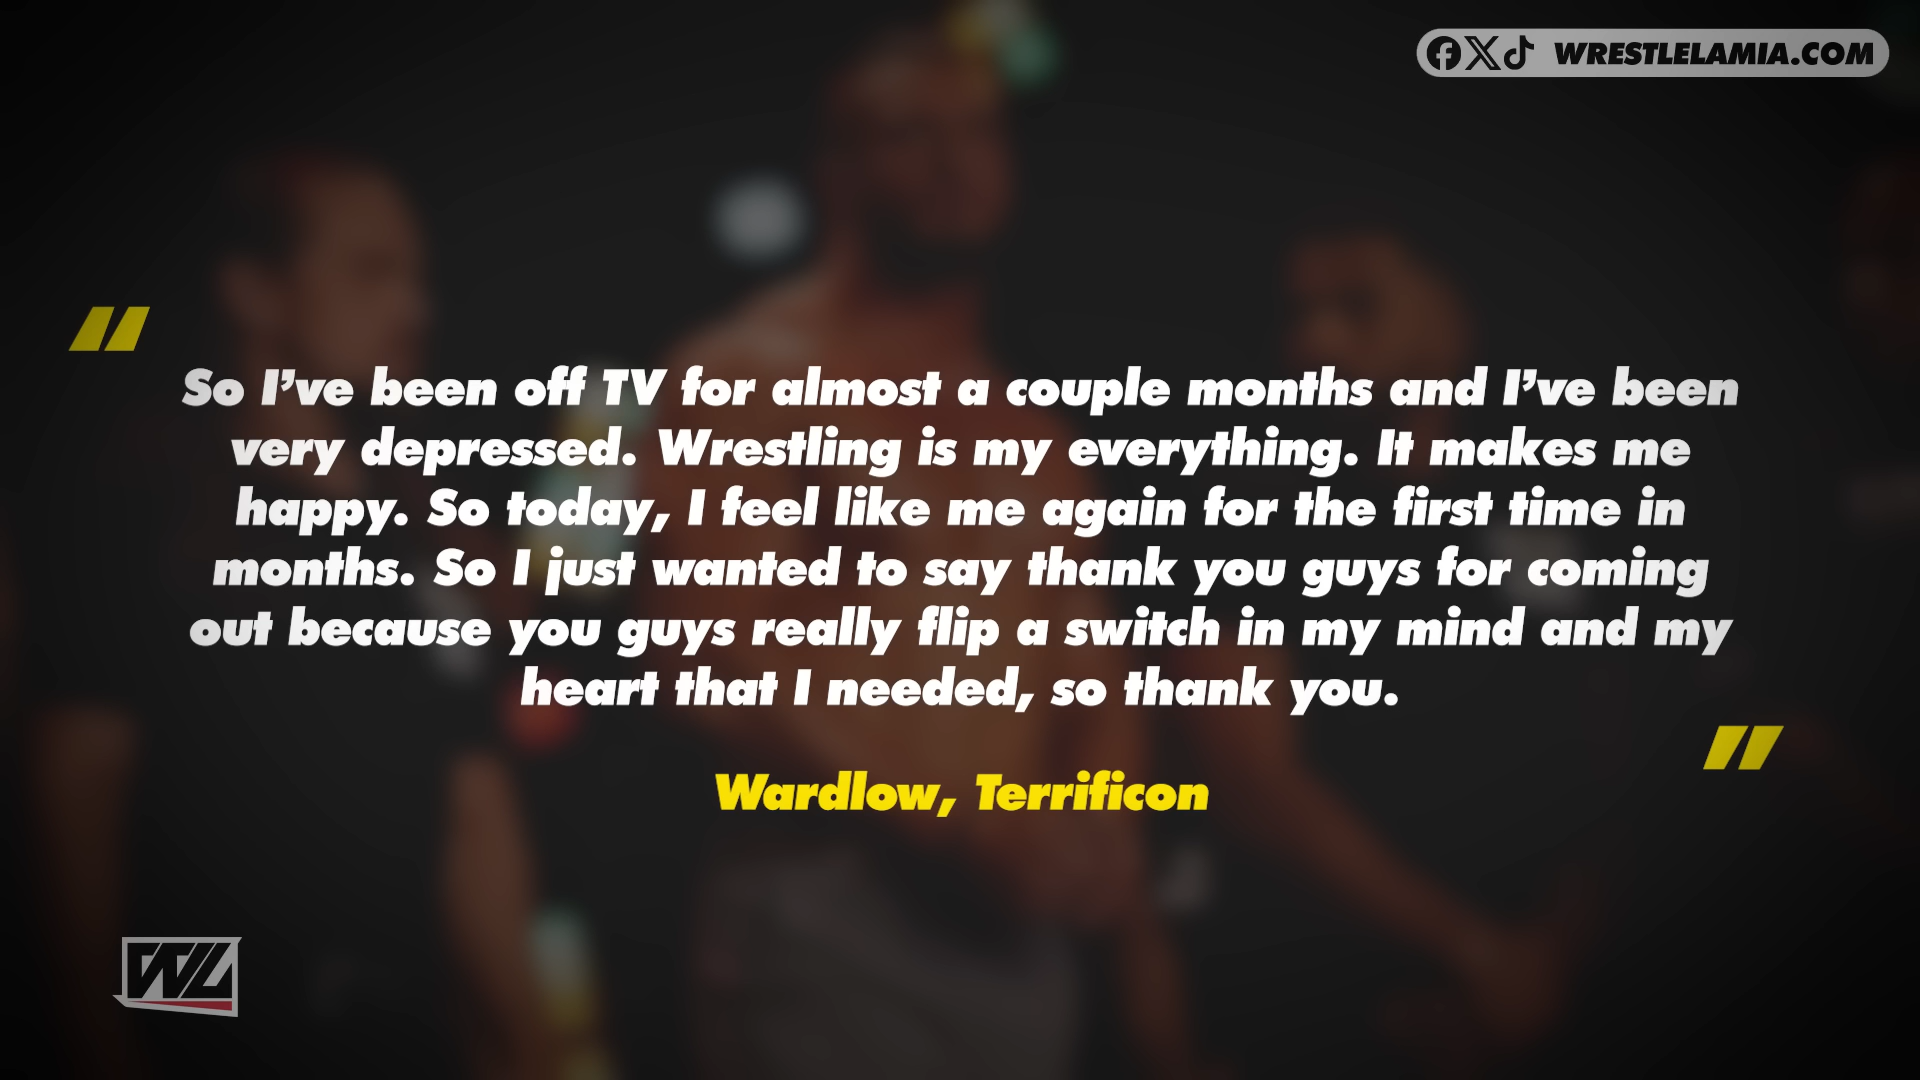 WRESTLELAMIA.COM
"
So I've been off TV for almost a couple months and I've been
very depressed. Wrestling is my everything. It makes me
happy. So today, I feel like me again for the first time in
months. So I just wanted to say thank you guys for coming
out because you guys really flip a switch in my mind and my
heart that I needed, so thank you.
"
Wardlow, Terrificon
WL